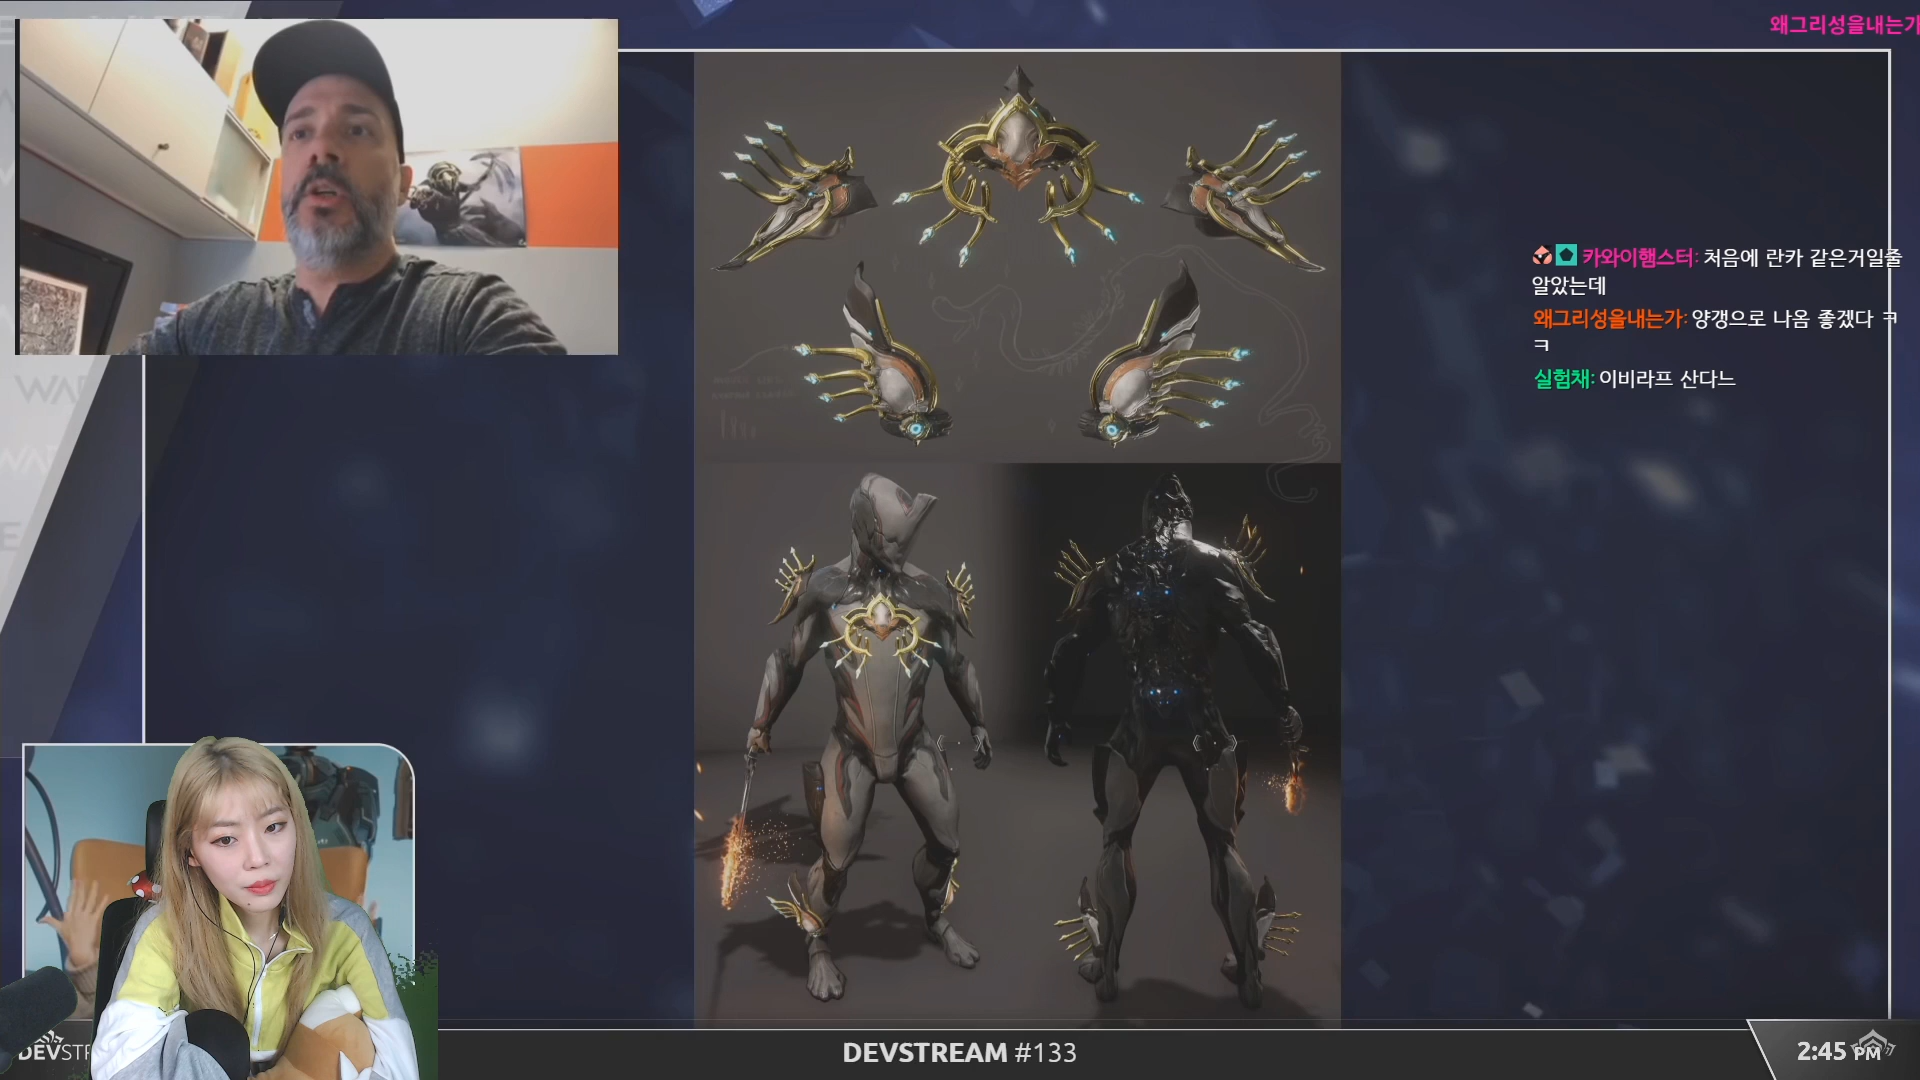 왜그리성을내는가
카와이햄스터: 처음에 란카 같은거일줄
알았는데
왜그리성을내는가: 양갱으로 나옴 좋겠다 ㅋ
ㅋ
실험채: 이비라프 산다느
DEVSTREAM #133
2:45 PM